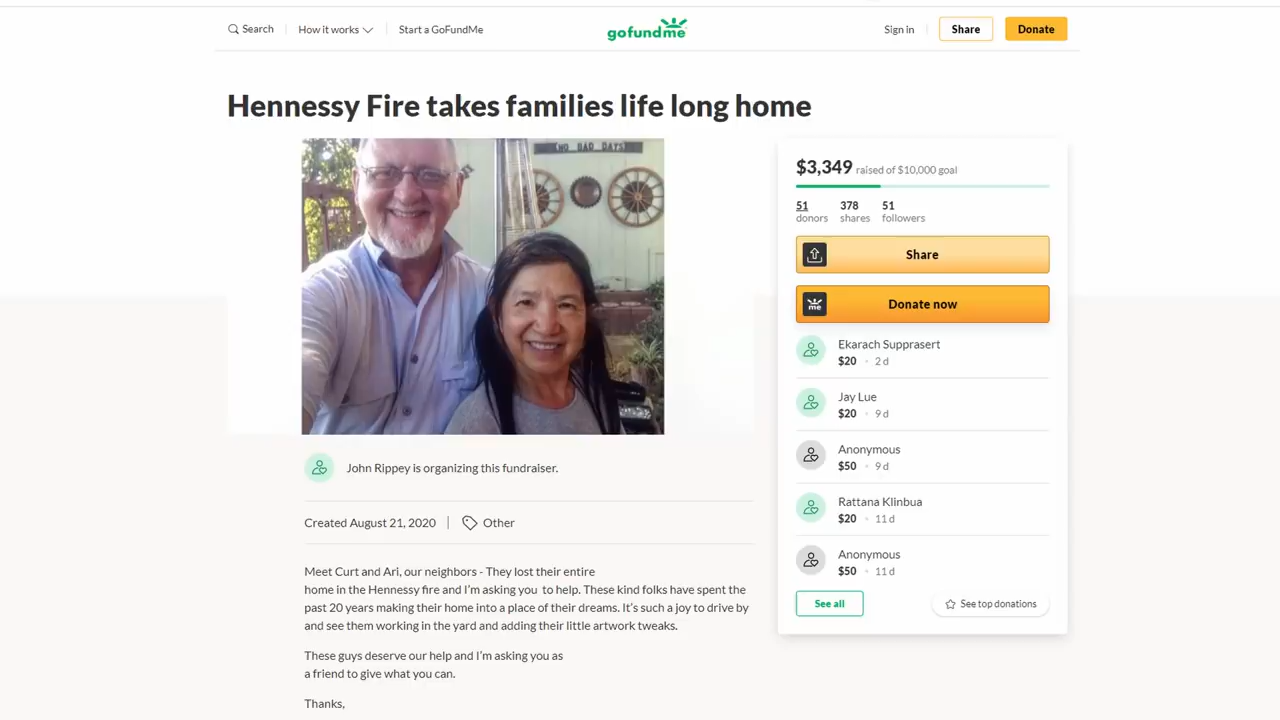 Search
How it works
Start a GoFundMe
gofundme
Sign in
Share
Donate
Hennessy Fire takes families life long home
NO BAD DAYS
$3,349 raised of $10,000 goal
51 donors
378 shares
51 followers
Share
me
Donate now
Ekarach Supprasert
$20 · 2 d
Jay Lue
$20 · 9 d
Anonymous
$50 · 9 d
Rattana Klinbua
$20 · 11 d
Anonymous
$50 · 11 d
See all
See top donations
John Rippey is organizing this fundraiser.
Created August 21, 2020
Other
Meet Curt and Ari, our neighbors - They lost their entire
home in the Hennessy fire and I'm asking you to help. These kind folks have spent the
past 20 years making their home into a place of their dreams. It's such a joy to drive by
and see them working in the yard and adding their little artwork tweaks.
These guys deserve our help and I'm asking you as
a friend to give what you can.
Thanks,